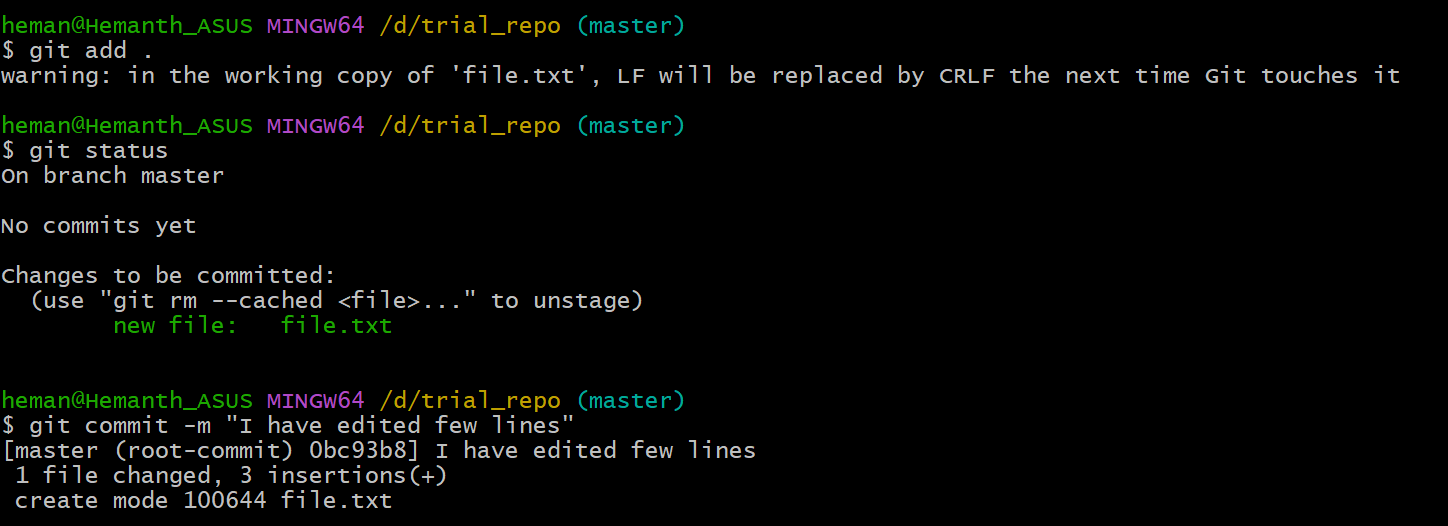 heman@Hemanth_ASUS MINGW64 /d/trial_repo (master)
$ git add .
warning: in the working copy of 'file.txt', LF will be replaced by CRLF the next time Git touches it
heman@Hemanth_ASUS MINGW64 /d/trial_repo (master)
$ git status
On branch master
No commits yet
Changes to be committed:
  (use "git rm --cached <file>..." to unstage)
        new file:   file.txt
heman@Hemanth_ASUS MINGW64 /d/trial_repo (master)
$ git commit -m "I have edited few lines"
[master (root-commit) 0bc93b8] I have edited few lines
 1 file changed, 3 insertions(+)
 create mode 100644 file.txt